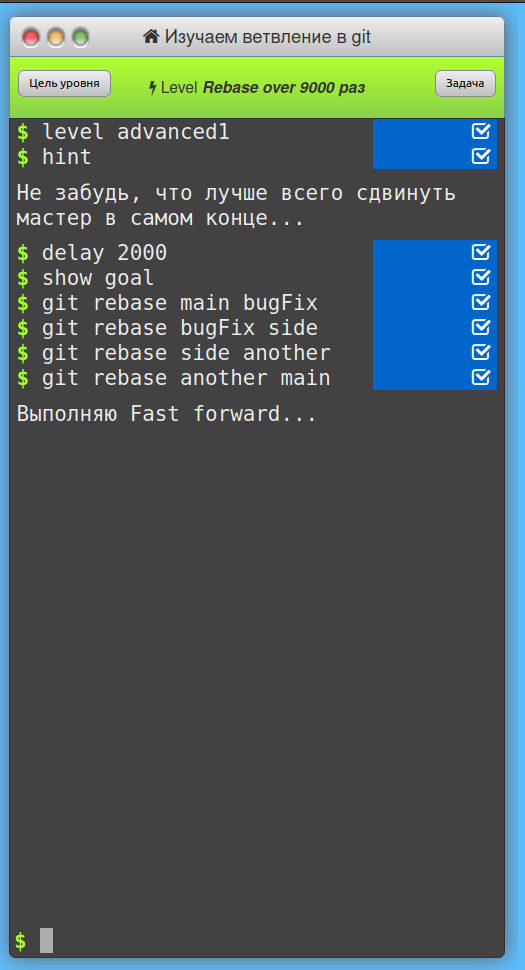 Изучаем ветвление в git
Цель уровня
Level Rebase over 9000 раз
Задача
$ level advanced1
$ hint
Не забудь, что лучше всего сдвинуть
мастер в самом конце...
$ delay 2000
$ show goal
$ git rebase main bugFix
$ git rebase bugFix side
$ git rebase side another
$ git rebase another main
Выполняю Fast forward...
$